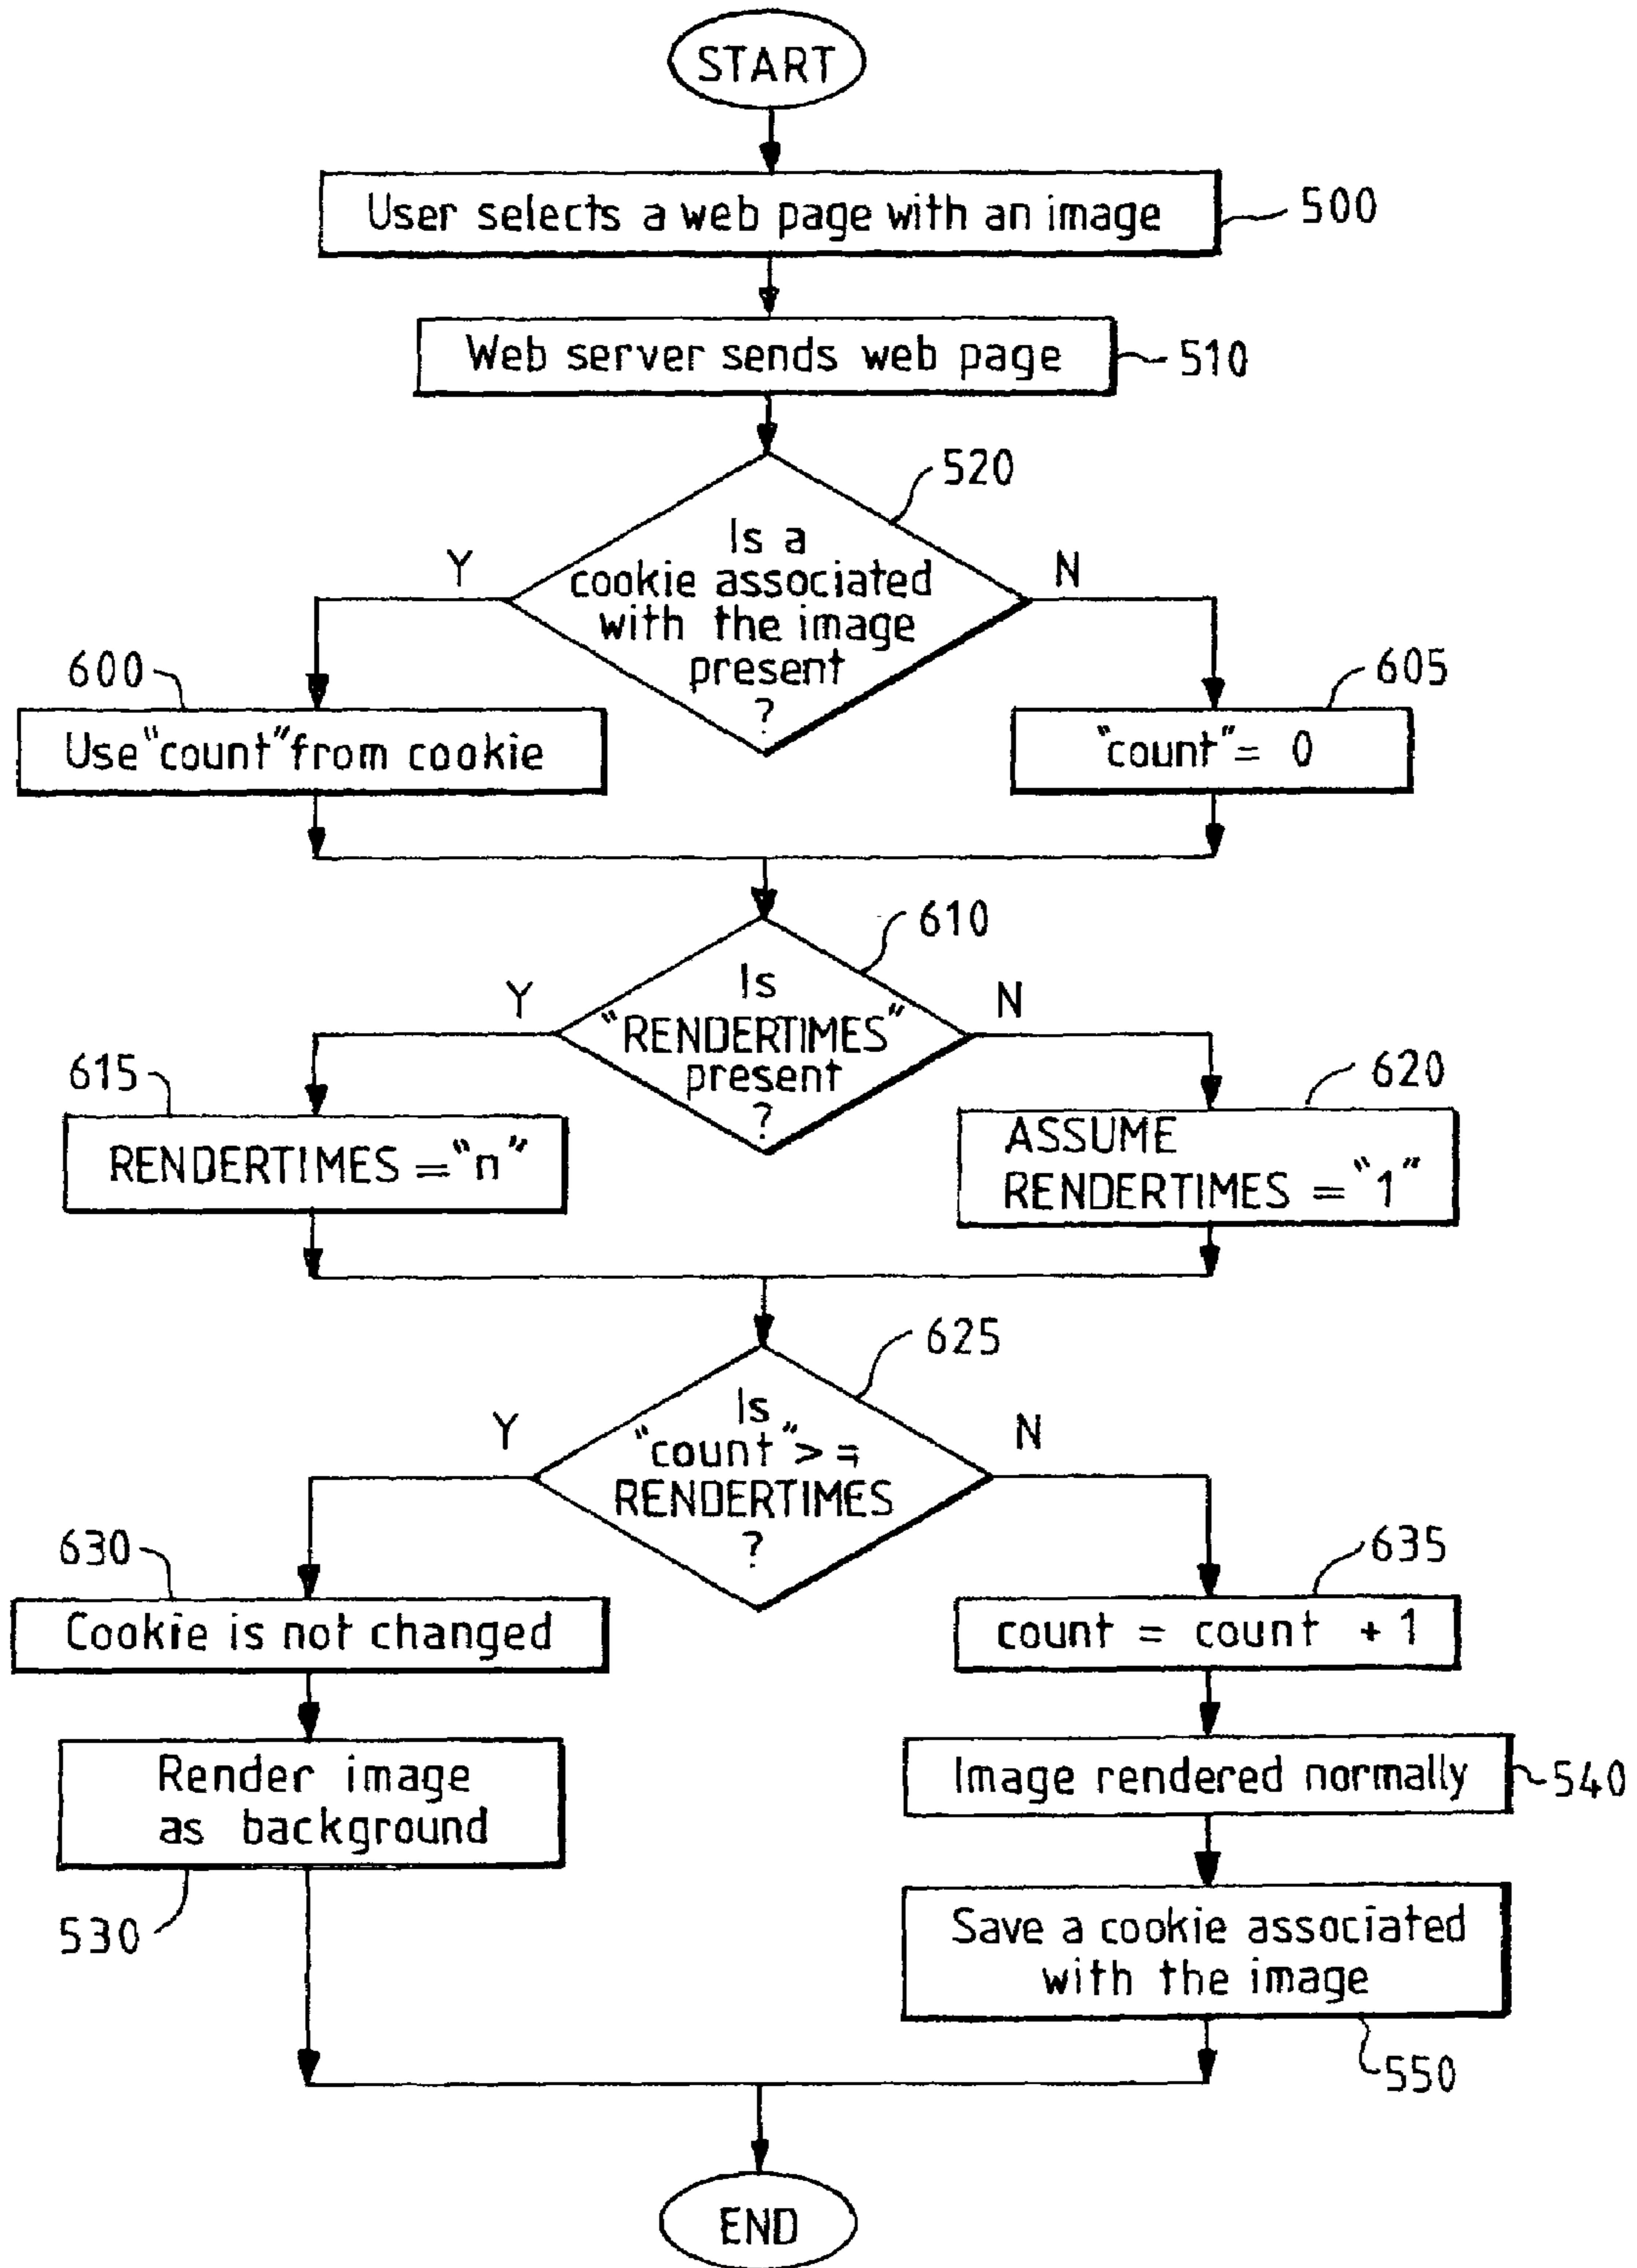 START
User selects a web page with an image
500
Web server sends web page
510
520
Is a
cookie associated
with the image
present
?
Y
N
600
Use "count" from cookie
605
"count" = 0
610
Is
"RENDERTIMES"
present
?
Y
N
615
RENDERTIMES = "n"
620
ASSUME
RENDERTIMES = "1"
625
Is
"count" > =
RENDERTIMES
?
Y
N
630
Cookie is not changed
635
count = count + 1
Render image
as background
530
Image rendered normally
540
Save a cookie associated
with the image
550
END